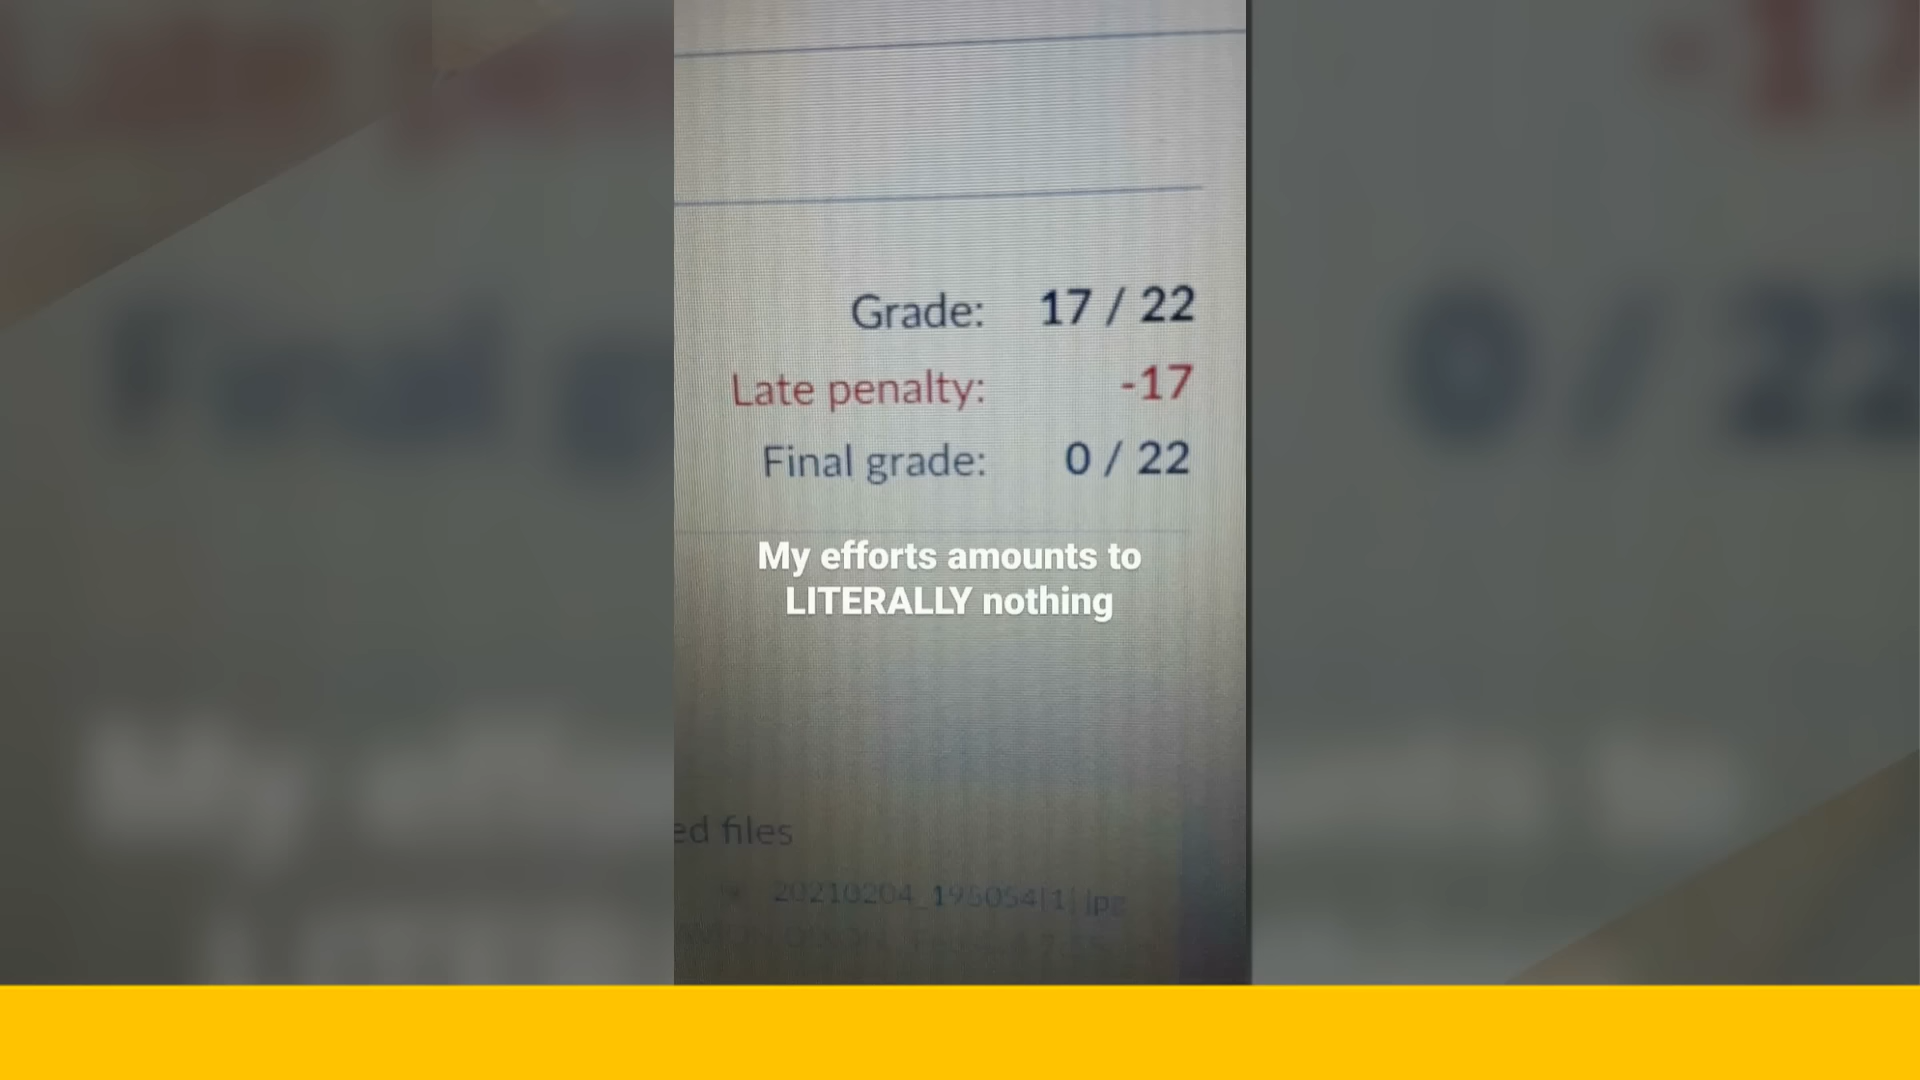 Grade: 17 / 22
Late penalty: -17
Final grade: 0 / 22
My efforts amounts to
LITERALLY nothing
ed files